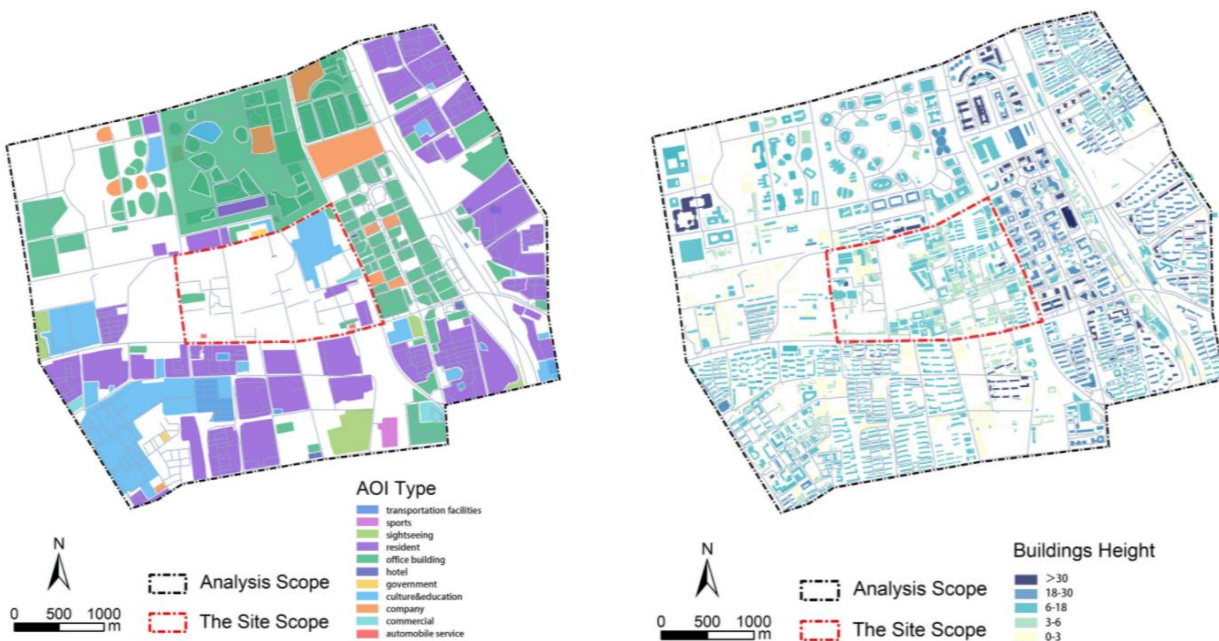 AOI Type
transportation facilities
sports
sightseeing
resident
office building
hotel
government
culture&education
company
commercial
automobile service
N
0 500 1000
m
Analysis Scope
The Site Scope
Buildings Height
>30
18-30
6-18
3-6
0-3
N
0 500 1000
m
Analysis Scope
The Site Scope